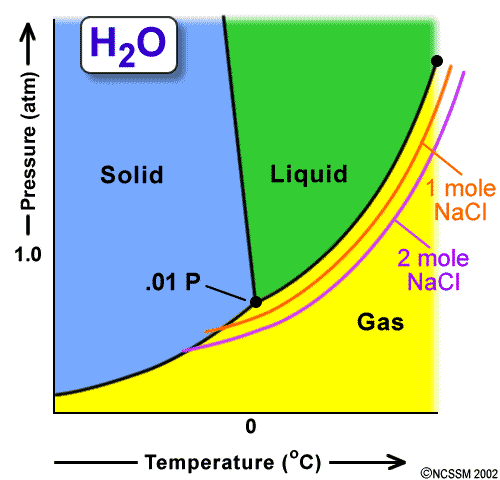 H2O
Pressure (atm)
Solid
Liquid
1 mole
NaCl
1.0
2 mole
NaCl
.01 P
Gas
0
Temperature (°C)
©NCSSM 2002